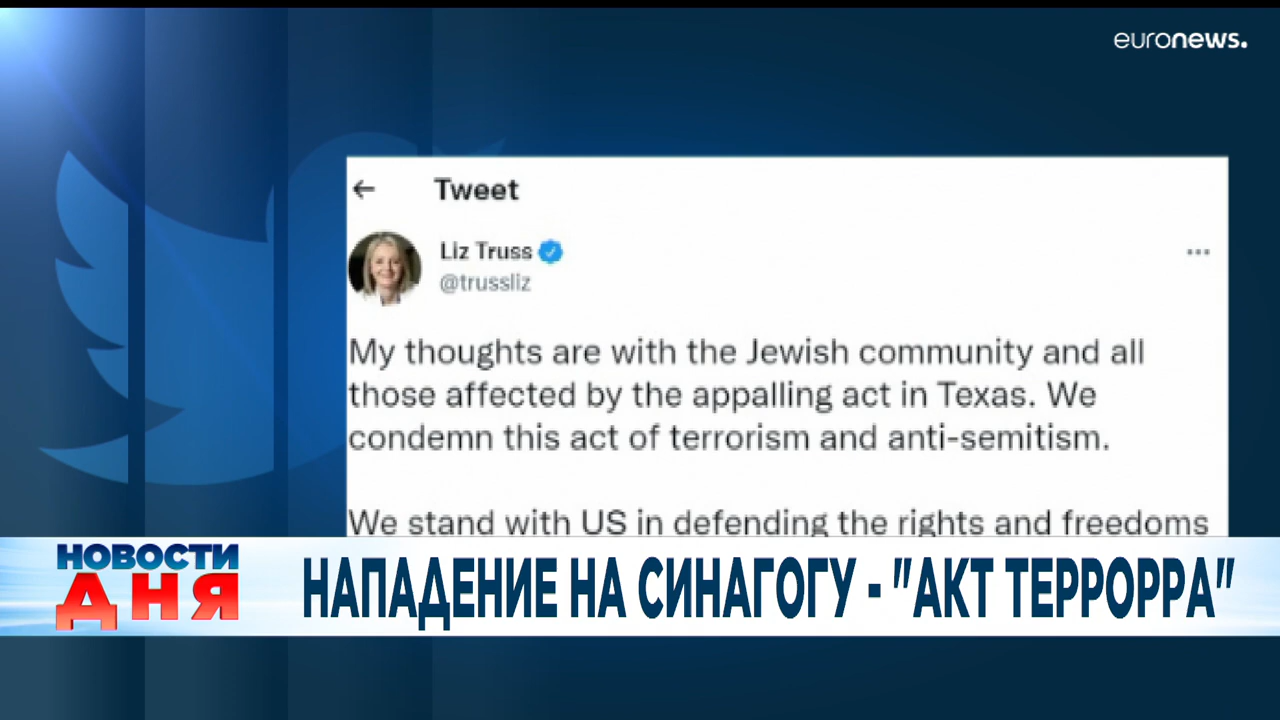 euronews.
Tweet
Liz Truss
@trussliz
My thoughts are with the Jewish community and all
those affected by the appalling act in Texas. We
condemn this act of terrorism and anti-semitism.
We stand with US in defending the rights and freedoms
НОВОСТИ
ДНЯ
НАПАДЕНИЕ НА СИНАГОГУ - "АКТ ТЕРРОРРА"